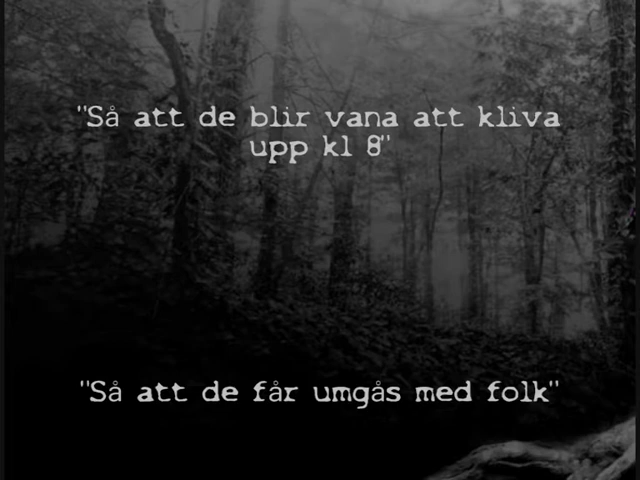 "Så att de blir vana att kliva
upp kl 8"
"Så att de får umgås med folk"